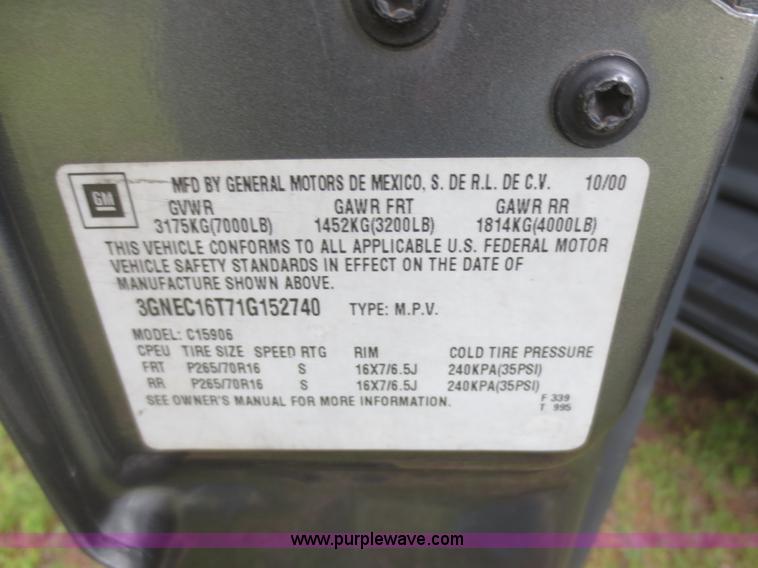 GM
MFD BY GENERAL MOTORS DE MEXICO, S. DE R.L. DE C.V. 10/00
GVWR GAWR FRT GAWR RR
3175KG(7000LB) 1452KG(3200LB) 1814KG(4000LB)
THIS VEHICLE CONFORMS TO ALL APPLICABLE U.S. FEDERAL MOTOR
VEHICLE SAFETY STANDARDS IN EFFECT ON THE DATE OF
MANUFACTURE SHOWN ABOVE.
3GNEC16T71G152740 TYPE: M.P.V.
MODEL: C15906
CPEU TIRE SIZE SPEED RTG RIM COLD TIRE PRESSURE
FRT P265/70R16 S 16X7/6.5J 240KPA(35PSI)
RR P265/70R16 S 16X7/6.5J 240KPA(35PSI)
SEE OWNER'S MANUAL FOR MORE INFORMATION. F 339
T 995
www.purplewave.com